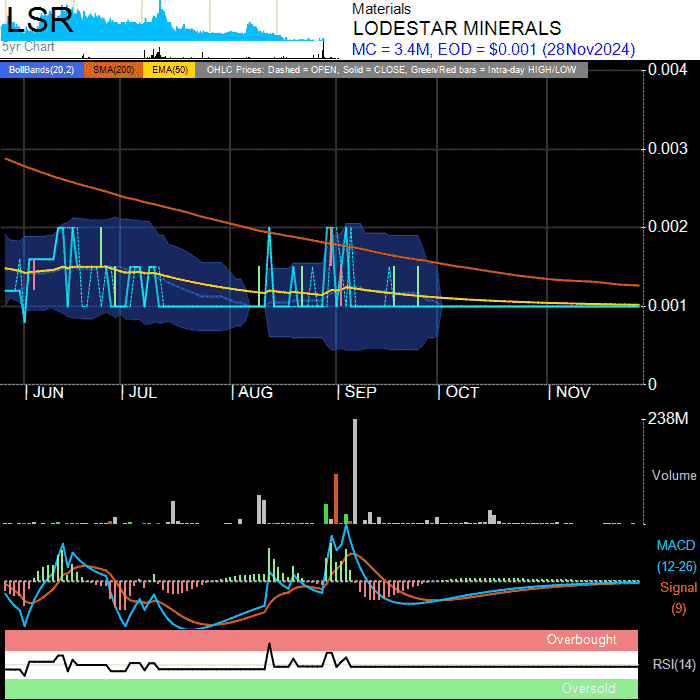 LSR
5yr Chart
Materials
LODESTAR MINERALS
MC = 3.4M, EOD = $0.001 (28Nov2024)
BollBands(20,2) SMA(200) EMA(50) OHLC Prices: Dashed = OPEN, Solid = CLOSE, Green/Red bars = Intra-day HIGH/LOW
0.004
0.003
0.002
0.001
0
JUN JUL AUG SEP OCT NOV
238M
Volume
MACD
(12-26)
Signal
(9)
Overbought
RSI(14)
Oversold